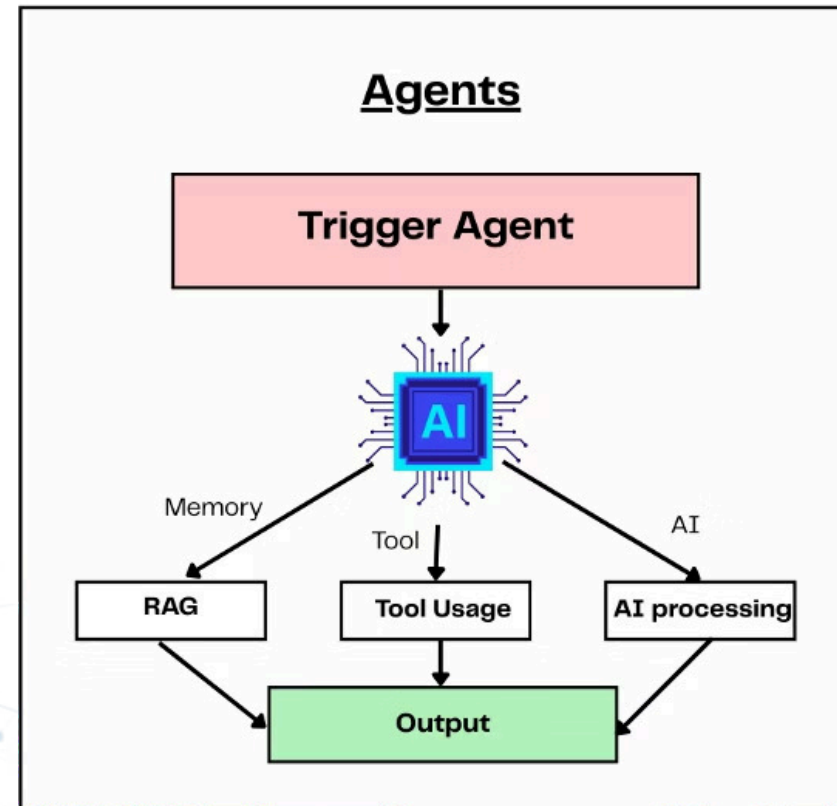 Agents
Trigger Agent
AI
Memory
Tool
AI
RAG
Tool Usage
AI processing
Output